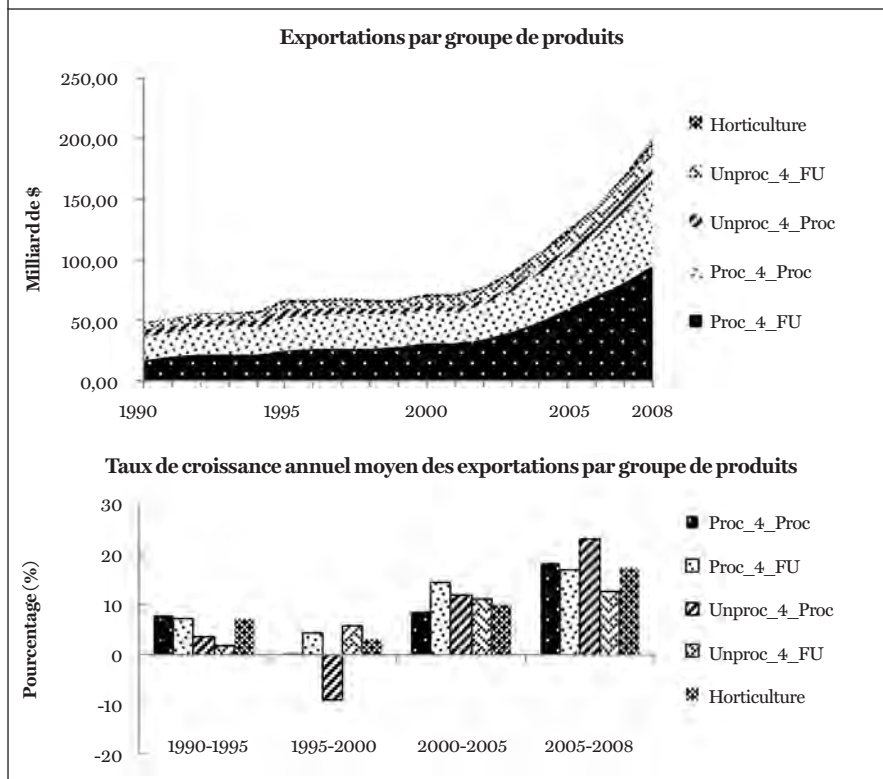 Exportations par groupe de produits
Milliard de $
250,00
200,00
150,00
100,00
50,00
0,00
1990
1995
2000
2005
2008
Horticulture
Unproc_4_FU
Unproc_4_Proc
Proc_4_Proc
Proc_4_FU
Taux de croissance annuel moyen des exportations par groupe de produits
Pourcentage (%)
30
20
10
0
-10
-20
1990-1995
1995-2000
2000-2005
2005-2008
Proc_4_Proc
Proc_4_FU
Unproc_4_Proc
Unproc_4_FU
Horticulture